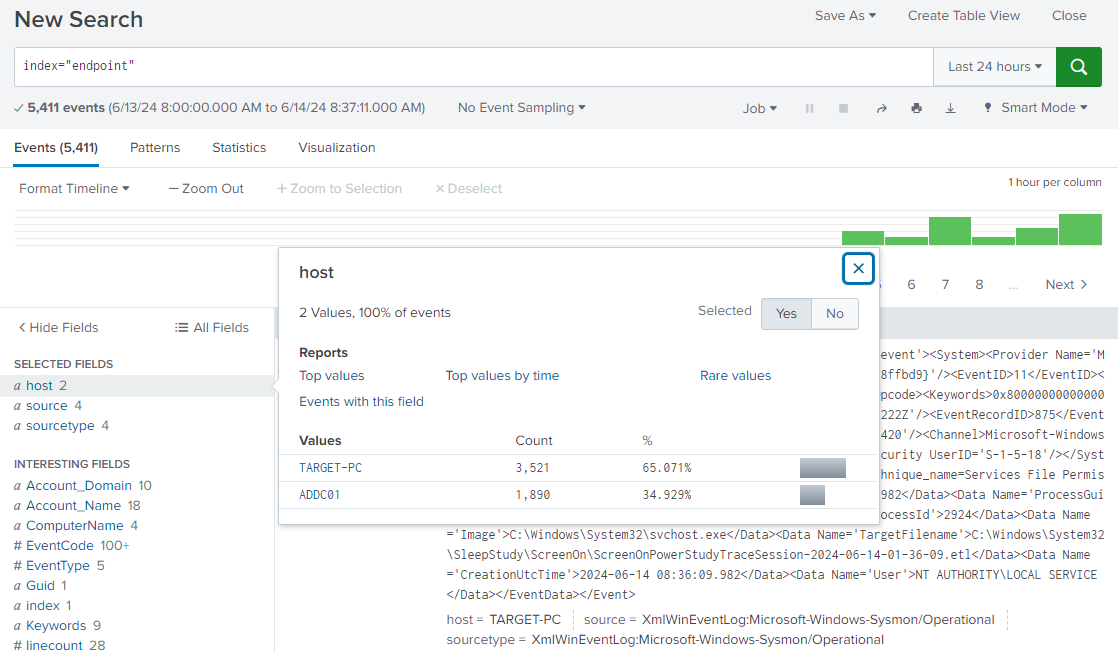 New Search
Save As ▾ Create Table View Close
index="endpoint"
Last 24 hours ▾
✓ 5,411 events (6/13/24 8:00:00.000 AM to 6/14/24 8:37:11.000 AM) No Event Sampling ▾ Job ▾ Smart Mode ▾
Events (5,411) Patterns Statistics Visualization
Format Timeline ▾ — Zoom Out + Zoom to Selection × Deselect
1 hour per column
host
6 7 8 ... Next >
2 Values, 100% of events
Selected Yes No
< Hide Fields All Fields
Reports
Top values Top values by time Rare values
Events with this field
Values Count %
TARGET-PC 3,521 65.071%
ADDC01 1,890 34.929%
SELECTED FIELDS
a host 2
a source 4
a sourcetype 4
INTERESTING FIELDS
a Account_Domain 10
a Account_Name 18
a ComputerName 4
# EventCode 100+
# EventType 5
a Guid 1
a index 1
a Keywords 9
# linecount 28
event'><System><Provider Name='M
8ffbd9}'/><EventID>11</EventID><
pcode><Keywords>0x80000000000000
222Z'/><EventRecordID>875</Event
420'/><Channel>Microsoft-Windows
curity UserID='S-1-5-18'/></Syst
hnique_name=Services File Permis
982</Data><Data Name='ProcessGui
ocessId'>2924</Data><Data Name
='Image'>C:\Windows\System32\svchost.exe</Data><Data Name='TargetFilename'>C:\Windows\System32
\SleepStudy\ScreenOn\ScreenOnPowerStudyTraceSession-2024-06-14-01-36-09.etl</Data><Data Name
='CreationUtcTime'>2024-06-14 08:36:09.982</Data><Data Name='User'>NT AUTHORITY\LOCAL SERVICE
</Data></EventData></Event>
host = TARGET-PC source = XmlWinEventLog:Microsoft-Windows-Sysmon/Operational
sourcetype = XmlWinEventLog:Microsoft-Windows-Sysmon/Operational